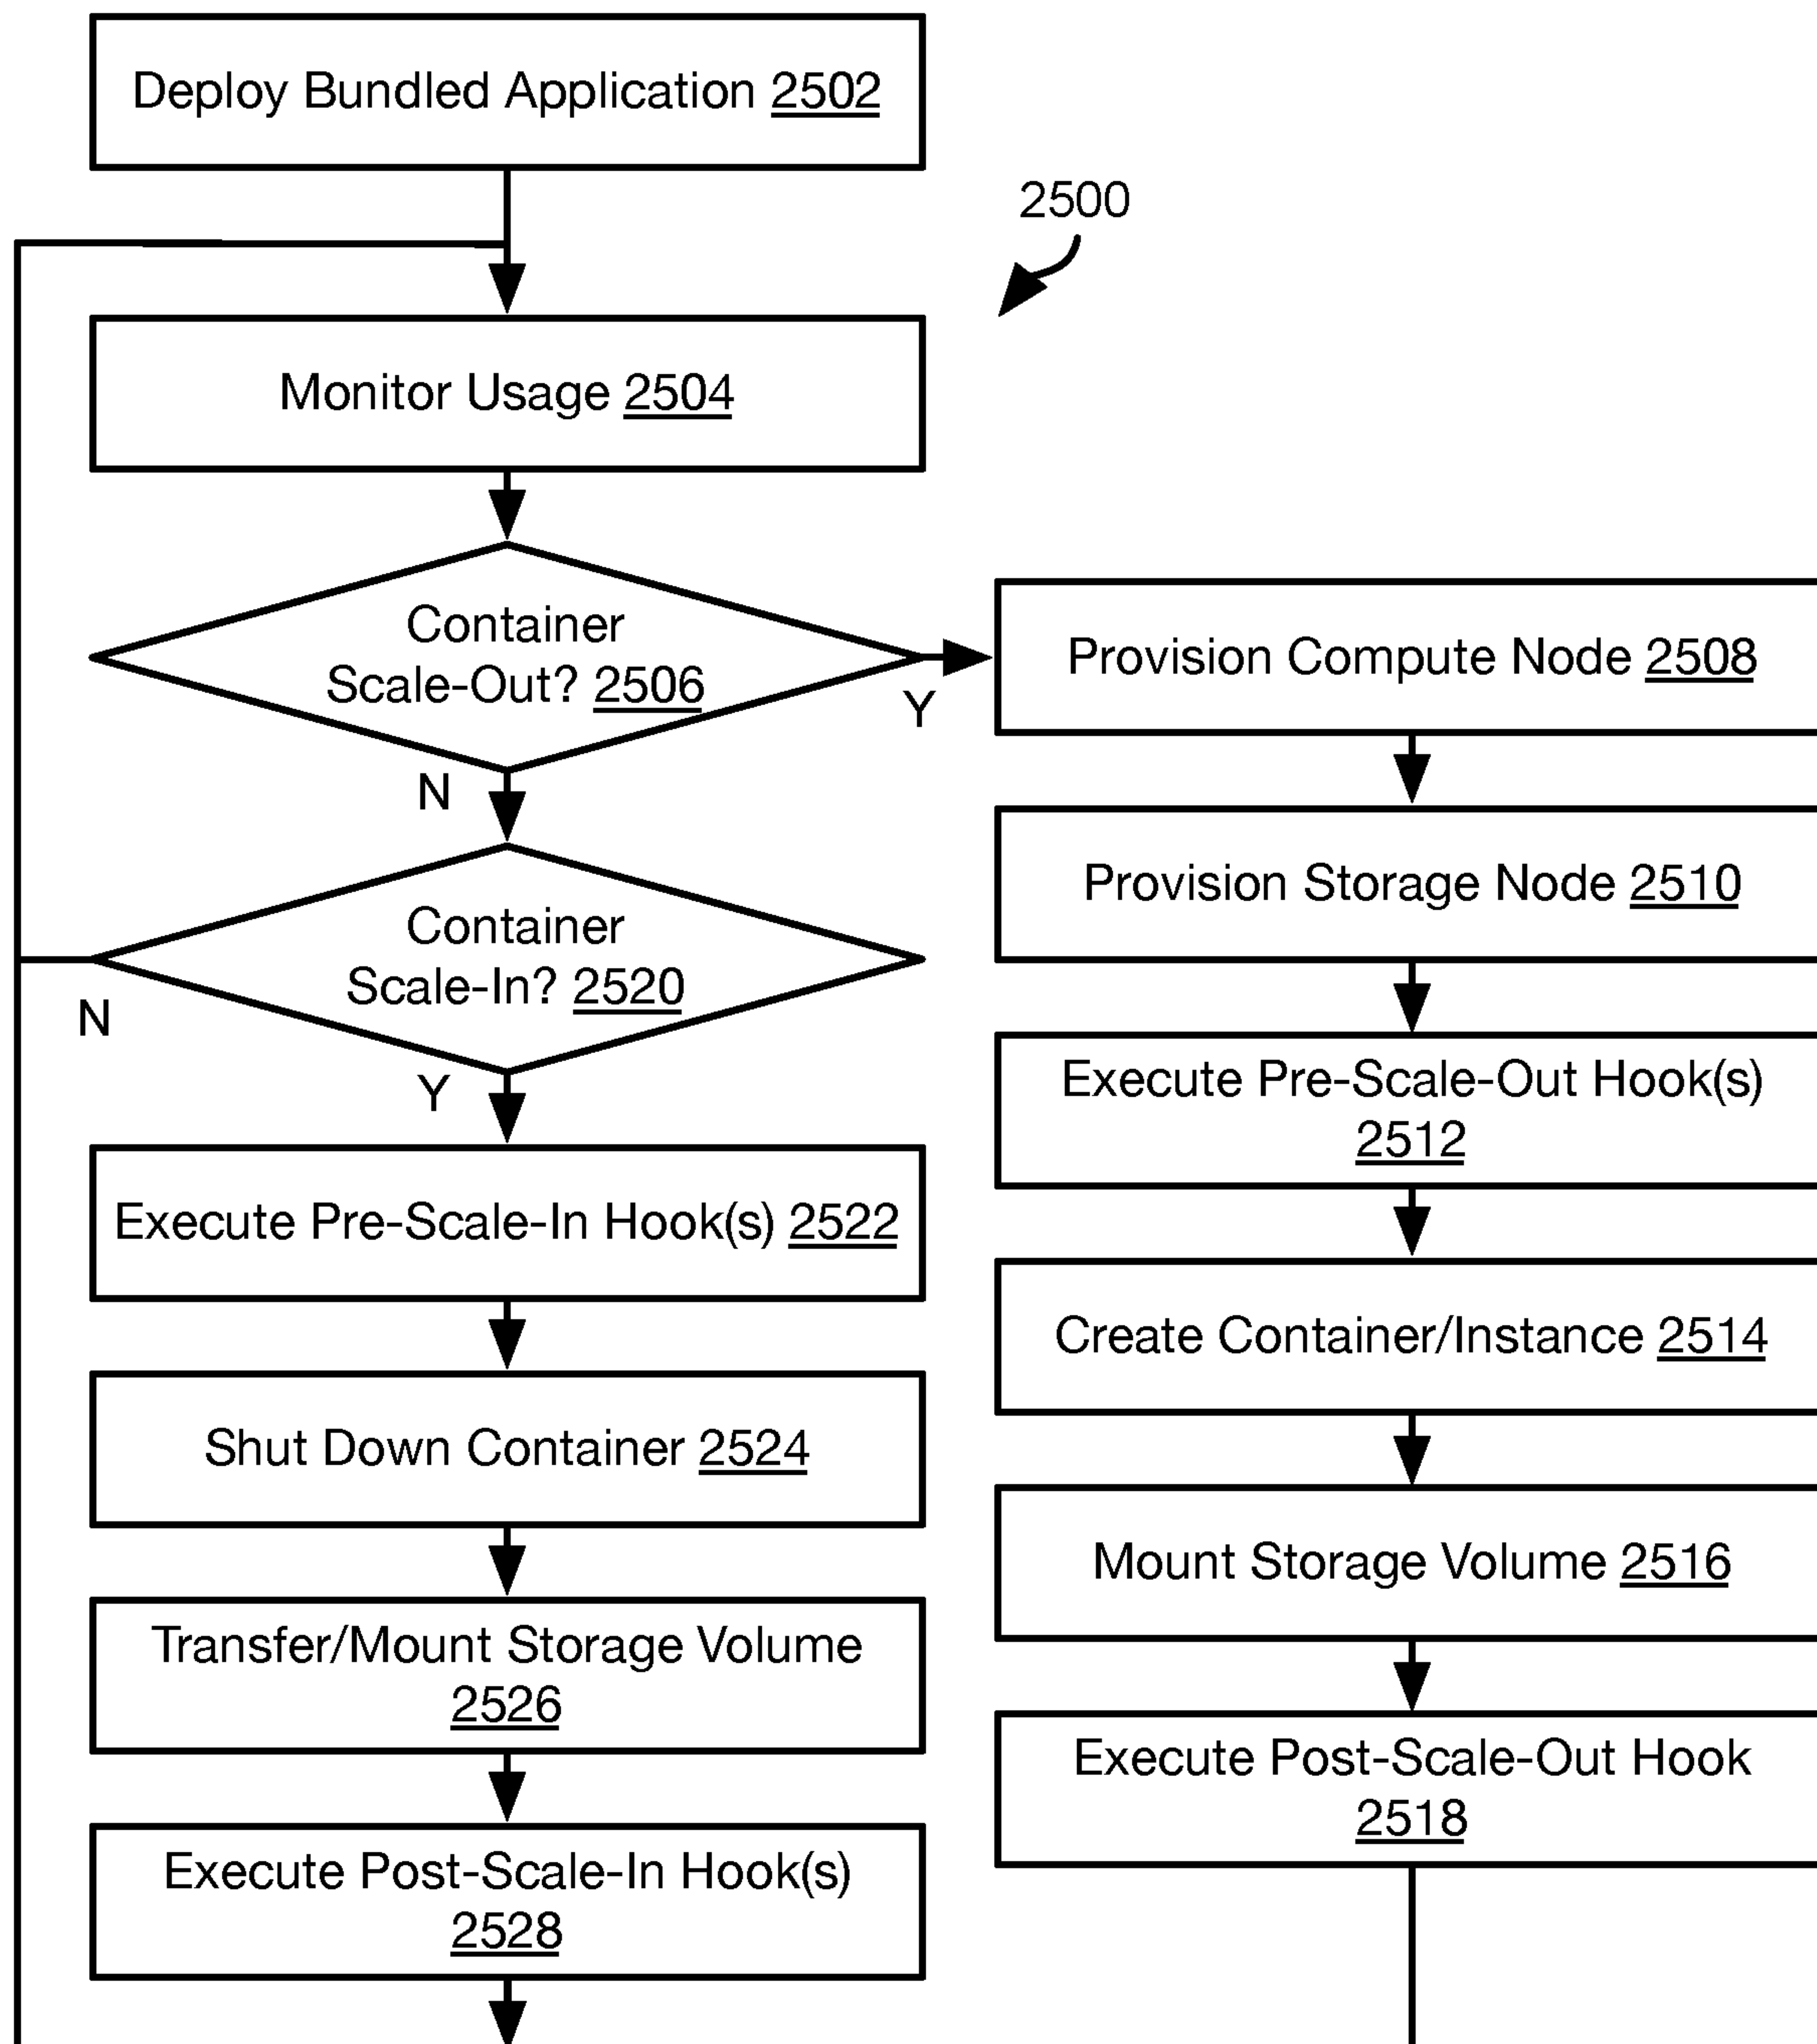 Deploy Bundled Application 2502
2500
Monitor Usage 2504
Container
Scale-Out? 2506
Y
N
Provision Compute Node 2508
Provision Storage Node 2510
Container
Scale-In? 2520
N
Y
Execute Pre-Scale-Out Hook(s)
2512
Execute Pre-Scale-In Hook(s) 2522
Create Container/Instance 2514
Shut Down Container 2524
Mount Storage Volume 2516
Transfer/Mount Storage Volume
2526
Execute Post-Scale-Out Hook
2518
Execute Post-Scale-In Hook(s)
2528